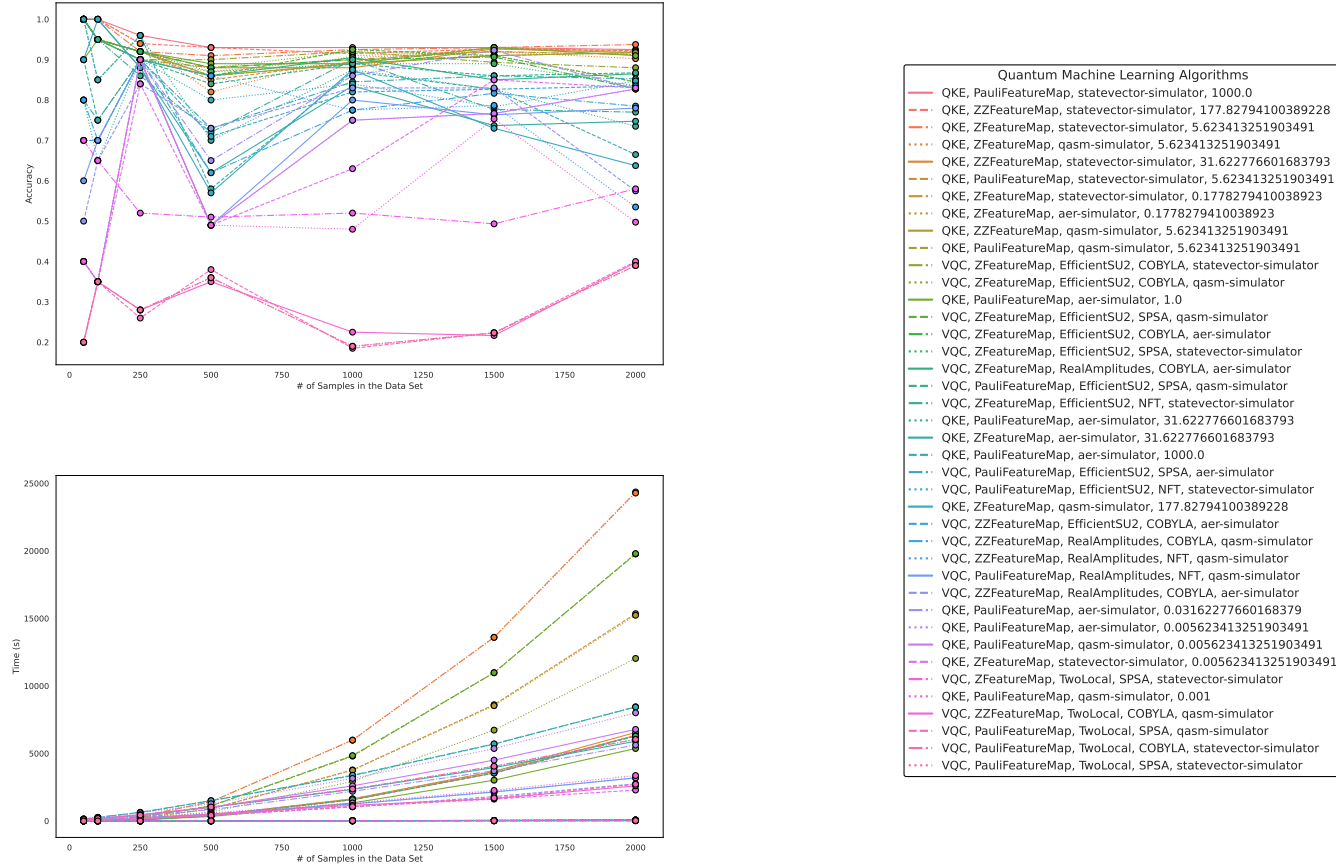 1.0
0.9
0.8
0.7
0.6
0.5
0.4
0.3
0.2
Accuracy
0 250 500 750 1000 1250 1500 1750 2000
# of Samples in the Data Set
25000
20000
15000
10000
5000
0
Time (s)
0 250 500 750 1000 1250 1500 1750 2000
# of Samples in the Data Set
Quantum Machine Learning Algorithms
QKE, PauliFeatureMap, statevector-simulator, 1000.0
QKE, ZZFeatureMap, statevector-simulator, 177.82794100389228
QKE, ZFeatureMap, statevector-simulator, 5.623413251903491
QKE, ZFeatureMap, qasm-simulator, 5.623413251903491
QKE, ZZFeatureMap, statevector-simulator, 31.622776601683793
QKE, PauliFeatureMap, statevector-simulator, 5.623413251903491
QKE, ZFeatureMap, statevector-simulator, 0.1778279410038923
QKE, ZFeatureMap, aer-simulator, 0.1778279410038923
QKE, ZZFeatureMap, qasm-simulator, 5.623413251903491
QKE, PauliFeatureMap, qasm-simulator, 5.623413251903491
VQC, ZFeatureMap, EfficientSU2, COBYLA, statevector-simulator
VQC, ZFeatureMap, EfficientSU2, COBYLA, qasm-simulator
QKE, PauliFeatureMap, aer-simulator, 1.0
VQC, ZFeatureMap, EfficientSU2, SPSA, qasm-simulator
VQC, ZFeatureMap, EfficientSU2, COBYLA, aer-simulator
VQC, ZFeatureMap, EfficientSU2, SPSA, statevector-simulator
VQC, ZFeatureMap, RealAmplitudes, COBYLA, aer-simulator
VQC, PauliFeatureMap, EfficientSU2, SPSA, qasm-simulator
VQC, ZFeatureMap, EfficientSU2, NFT, statevector-simulator
QKE, PauliFeatureMap, aer-simulator, 31.622776601683793
QKE, ZFeatureMap, aer-simulator, 31.622776601683793
QKE, PauliFeatureMap, aer-simulator, 1000.0
VQC, PauliFeatureMap, EfficientSU2, SPSA, aer-simulator
VQC, PauliFeatureMap, EfficientSU2, NFT, statevector-simulator
QKE, ZFeatureMap, qasm-simulator, 177.82794100389228
VQC, ZZFeatureMap, EfficientSU2, COBYLA, aer-simulator
VQC, ZZFeatureMap, RealAmplitudes, COBYLA, qasm-simulator
VQC, ZZFeatureMap, RealAmplitudes, NFT, qasm-simulator
VQC, PauliFeatureMap, RealAmplitudes, NFT, qasm-simulator
VQC, ZZFeatureMap, RealAmplitudes, COBYLA, aer-simulator
QKE, PauliFeatureMap, aer-simulator, 0.03162277660168379
QKE, PauliFeatureMap, aer-simulator, 0.005623413251903491
QKE, PauliFeatureMap, qasm-simulator, 0.005623413251903491
QKE, ZFeatureMap, statevector-simulator, 0.005623413251903491
VQC, ZFeatureMap, TwoLocal, SPSA, statevector-simulator
QKE, PauliFeatureMap, qasm-simulator, 0.001
VQC, ZZFeatureMap, TwoLocal, COBYLA, qasm-simulator
VQC, PauliFeatureMap, TwoLocal, SPSA, qasm-simulator
VQC, PauliFeatureMap, TwoLocal, COBYLA, statevector-simulator
VQC, PauliFeatureMap, TwoLocal, SPSA, statevector-simulator